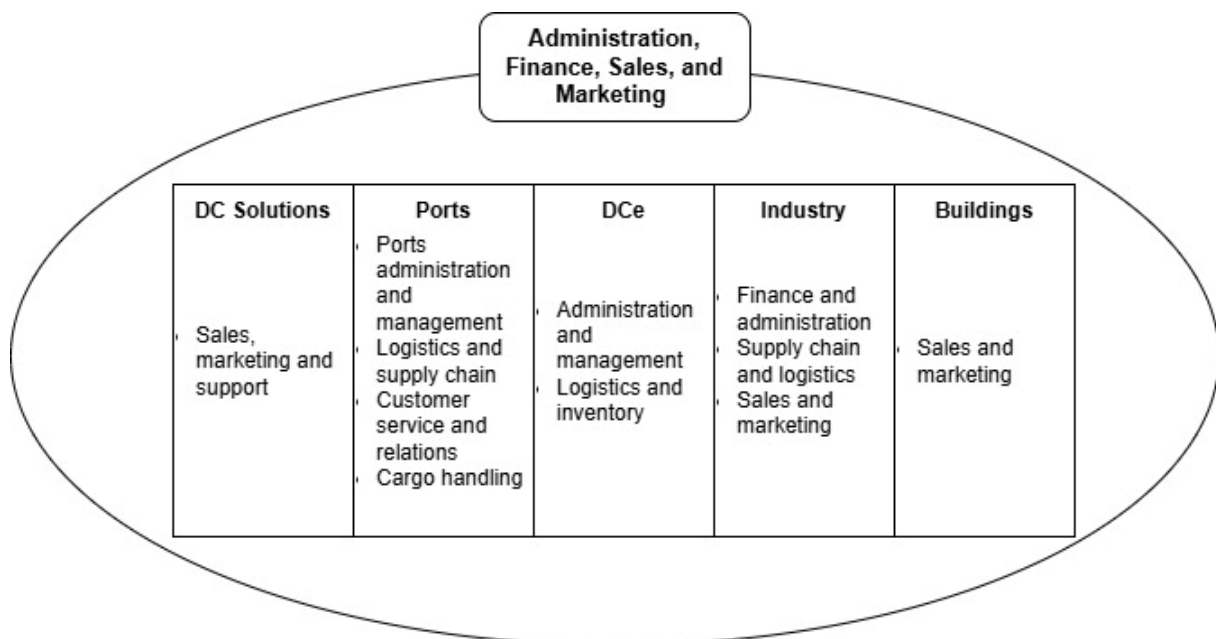 Administration,
Finance, Sales, and
Marketing
DC Solutions
Sales,
marketing and
support
Ports
Ports
administration
and
management
Logistics and
supply chain
Customer
service and
relations
Cargo handling
DCe
Administration
and
management
Logistics and
inventory
Industry
Finance and
administration
Supply chain
and logistics
Sales and
marketing
Buildings
Sales and
marketing